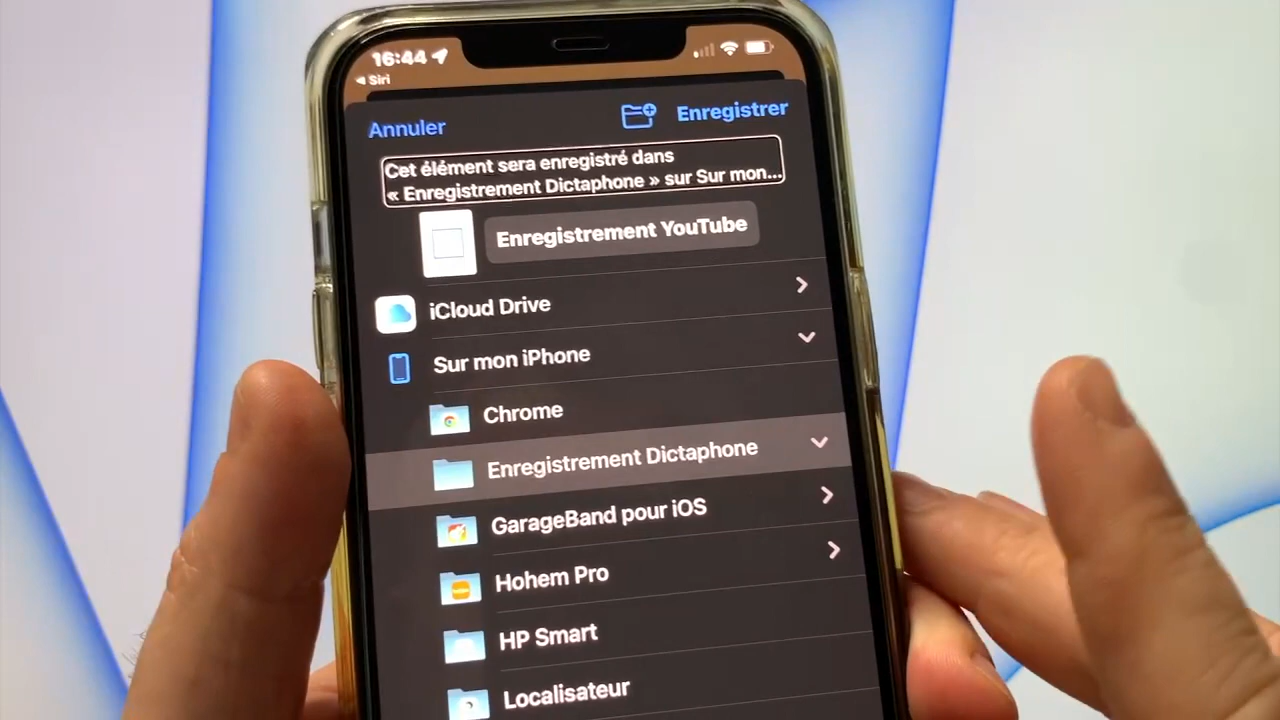 16:44
Siri
Annuler
Enregistrer
Cet élément sera enregistré dans
« Enregistrement Dictaphone » sur Sur mon...
Enregistrement YouTube
iCloud Drive
Sur mon iPhone
Chrome
Enregistrement Dictaphone
GarageBand pour iOS
Hohem Pro
HP Smart
Localisateur